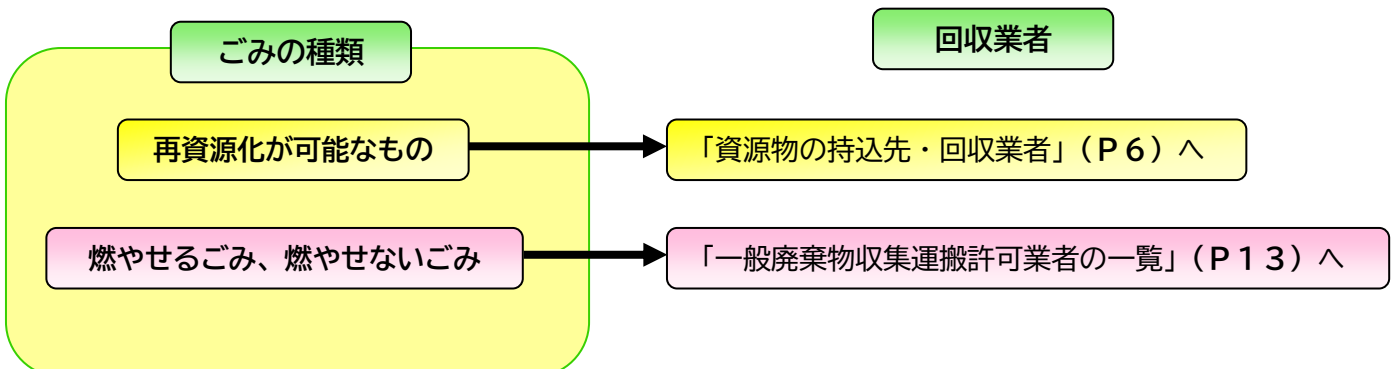 ごみの種類
回収業者
再資源化が可能なもの
「資源物の持込先・回収業者」（Ｐ６）へ
燃やせるごみ、燃やせないごみ
「一般廃棄物収集運搬許可業者の一覧」（Ｐ１３）へ